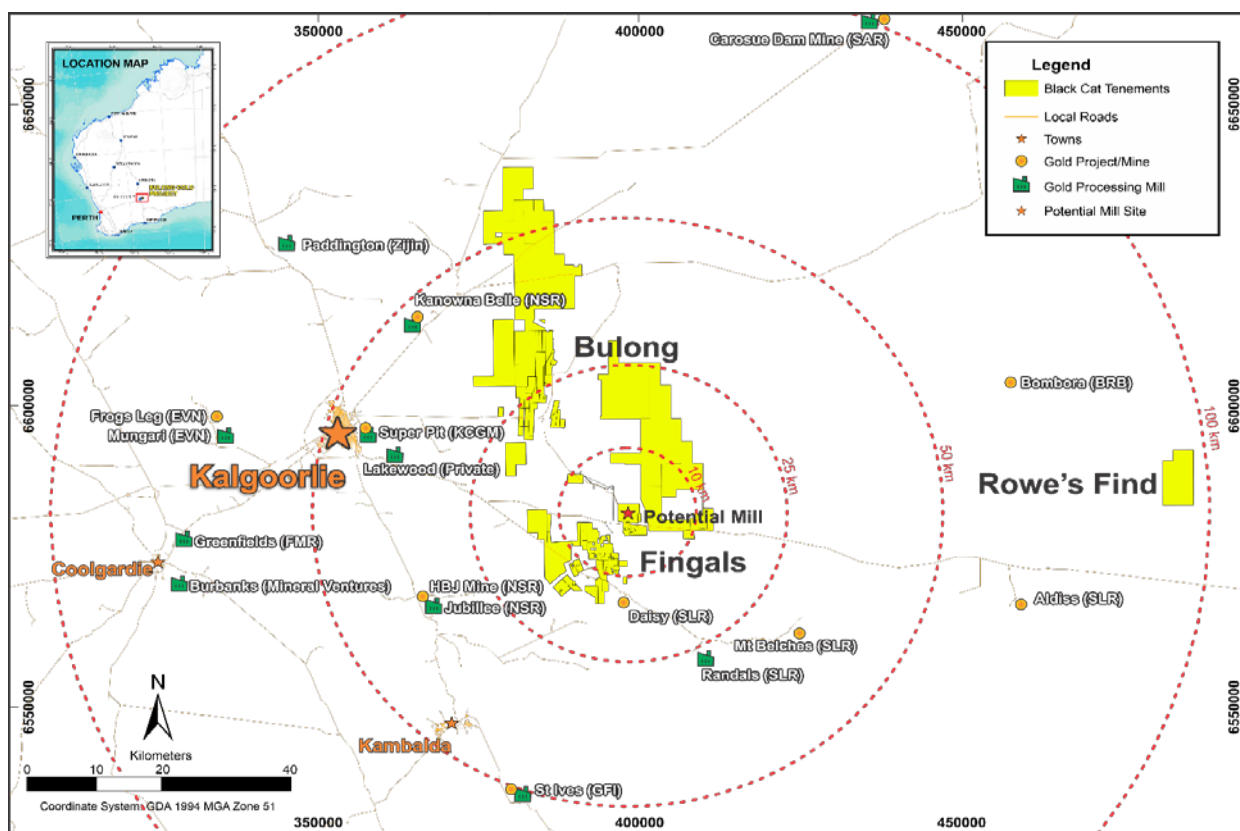 350000
400000
450000
Carosue Dam Mine (SAR)
LOCATION MAP
PERTH
Legend
Black Cat Tenements
Local Roads
Towns
Gold Project/Mine
Gold Processing Mill
Potential Mill Site
6650000
6650000
Paddington (Zijin)
Kanowna Belle (NSR)
Bulong
Bombora (BRB)
6600000
6600000
Frogs Leg (EVN)
Mungari (EVN)
Super Pit (KCGM)
Kalgoorlie
Lakewood (Private)
10 km
25 km
50 km
100 km
Rowe's Find
Potential Mill
Greenfields (FMR)
Fingals
Coolgardie
Burbanks (Mineral Ventures)
HBJ Mine (NSR)
Jubillee (NSR)
Daisy (SLR)
Aldiss (SLR)
Mt Belches (SLR)
Randals (SLR)
6550000
6550000
N
Kilometers
Kambalda
0
10
20
40
St Ives (GFI)
Coordinate System: GDA 1994 MGA Zone 51
350000
400000
450000